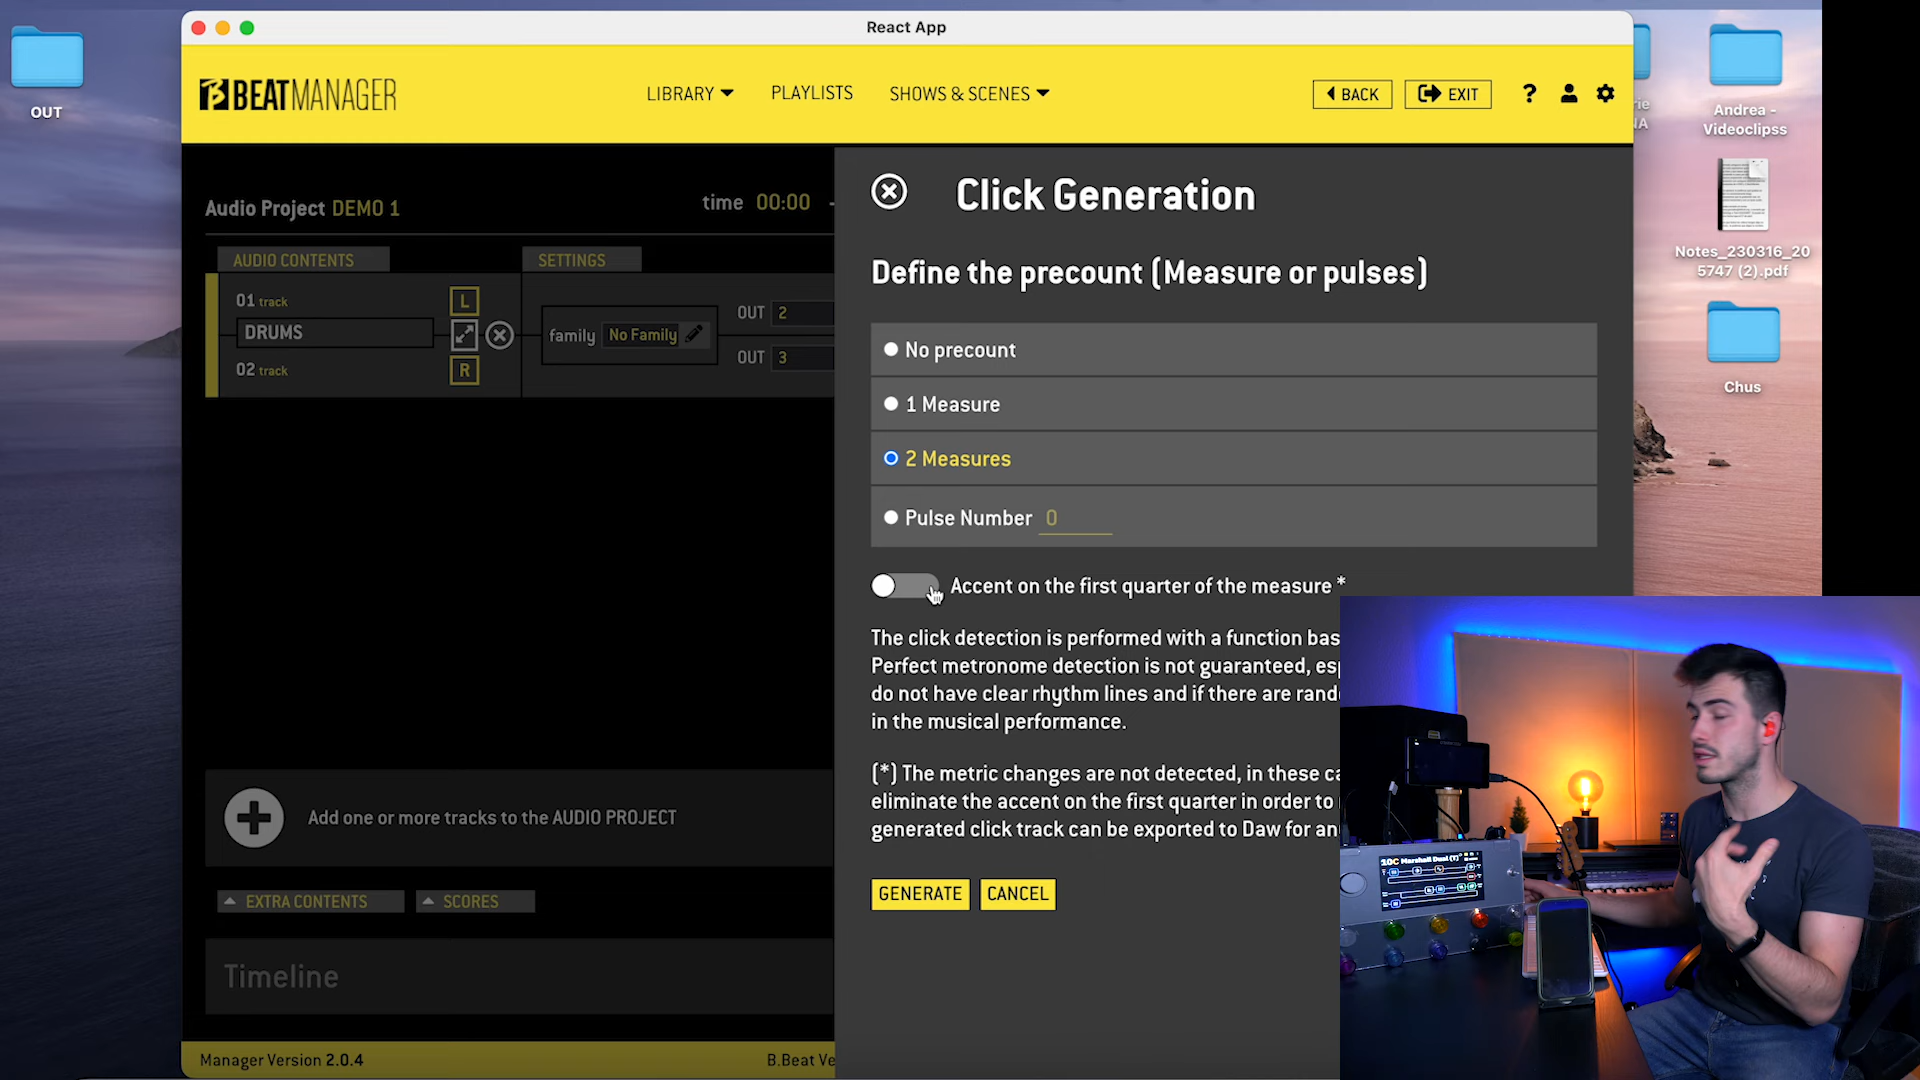 React App
OUT
BEATMANAGER
LIBRARY
PLAYLISTS
SHOWS & SCENES
BACK
EXIT
?
Andrea -
Videoclipss
Notes_230316_20
5747 (2).pdf
Chus
Audio Project DEMO 1
time 00:00
AUDIO CONTENTS
SETTINGS
01 track
L
DRUMS
02 track
R
family No Family
OUT 2
OUT 3
Click Generation
Define the precount (Measure or pulses)
No precount
1 Measure
2 Measures
Pulse Number 0
Accent on the first quarter of the measure *
The click detection is performed with a function bas
Perfect metronome detection is not guaranteed, esp
do not have clear rhythm lines and if there are rand
in the musical performance.
(*) The metric changes are not detected, in these ca
eliminate the accent on the first quarter in order to
generated click track can be exported to Daw for an
GENERATE
CANCEL
Add one or more tracks to the AUDIO PROJECT
EXTRA CONTENTS
SCORES
Timeline
Manager Version 2.0.4
B.Beat Ve
10C Marshall Dual (T)